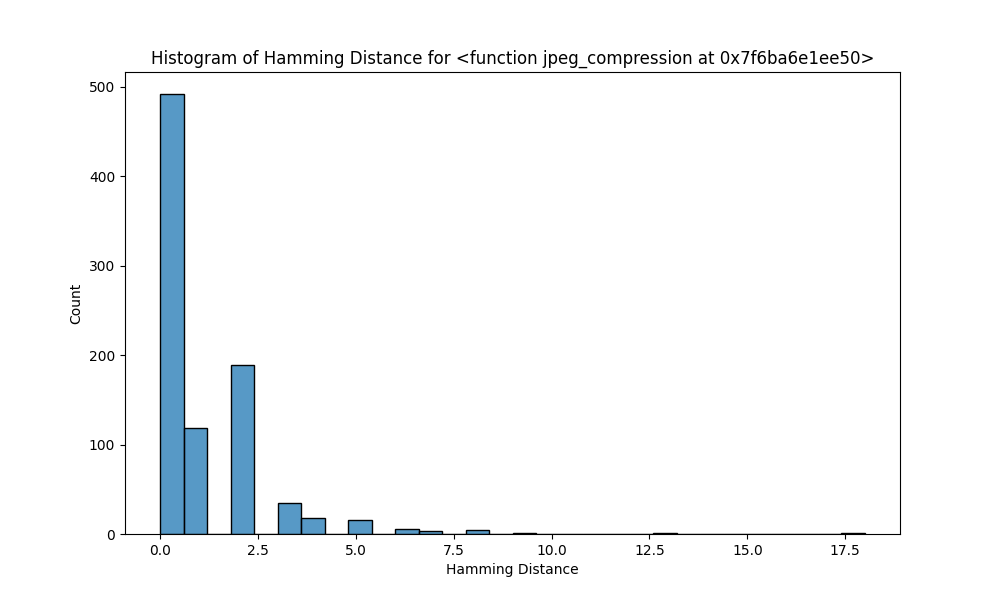 Histogram of Hamming Distance for <function jpeg_compression at 0x7f6ba6e1ee50>
500
400
300
200
100
0
Count
0.0 2.5 5.0 7.5 10.0 12.5 15.0 17.5
Hamming Distance